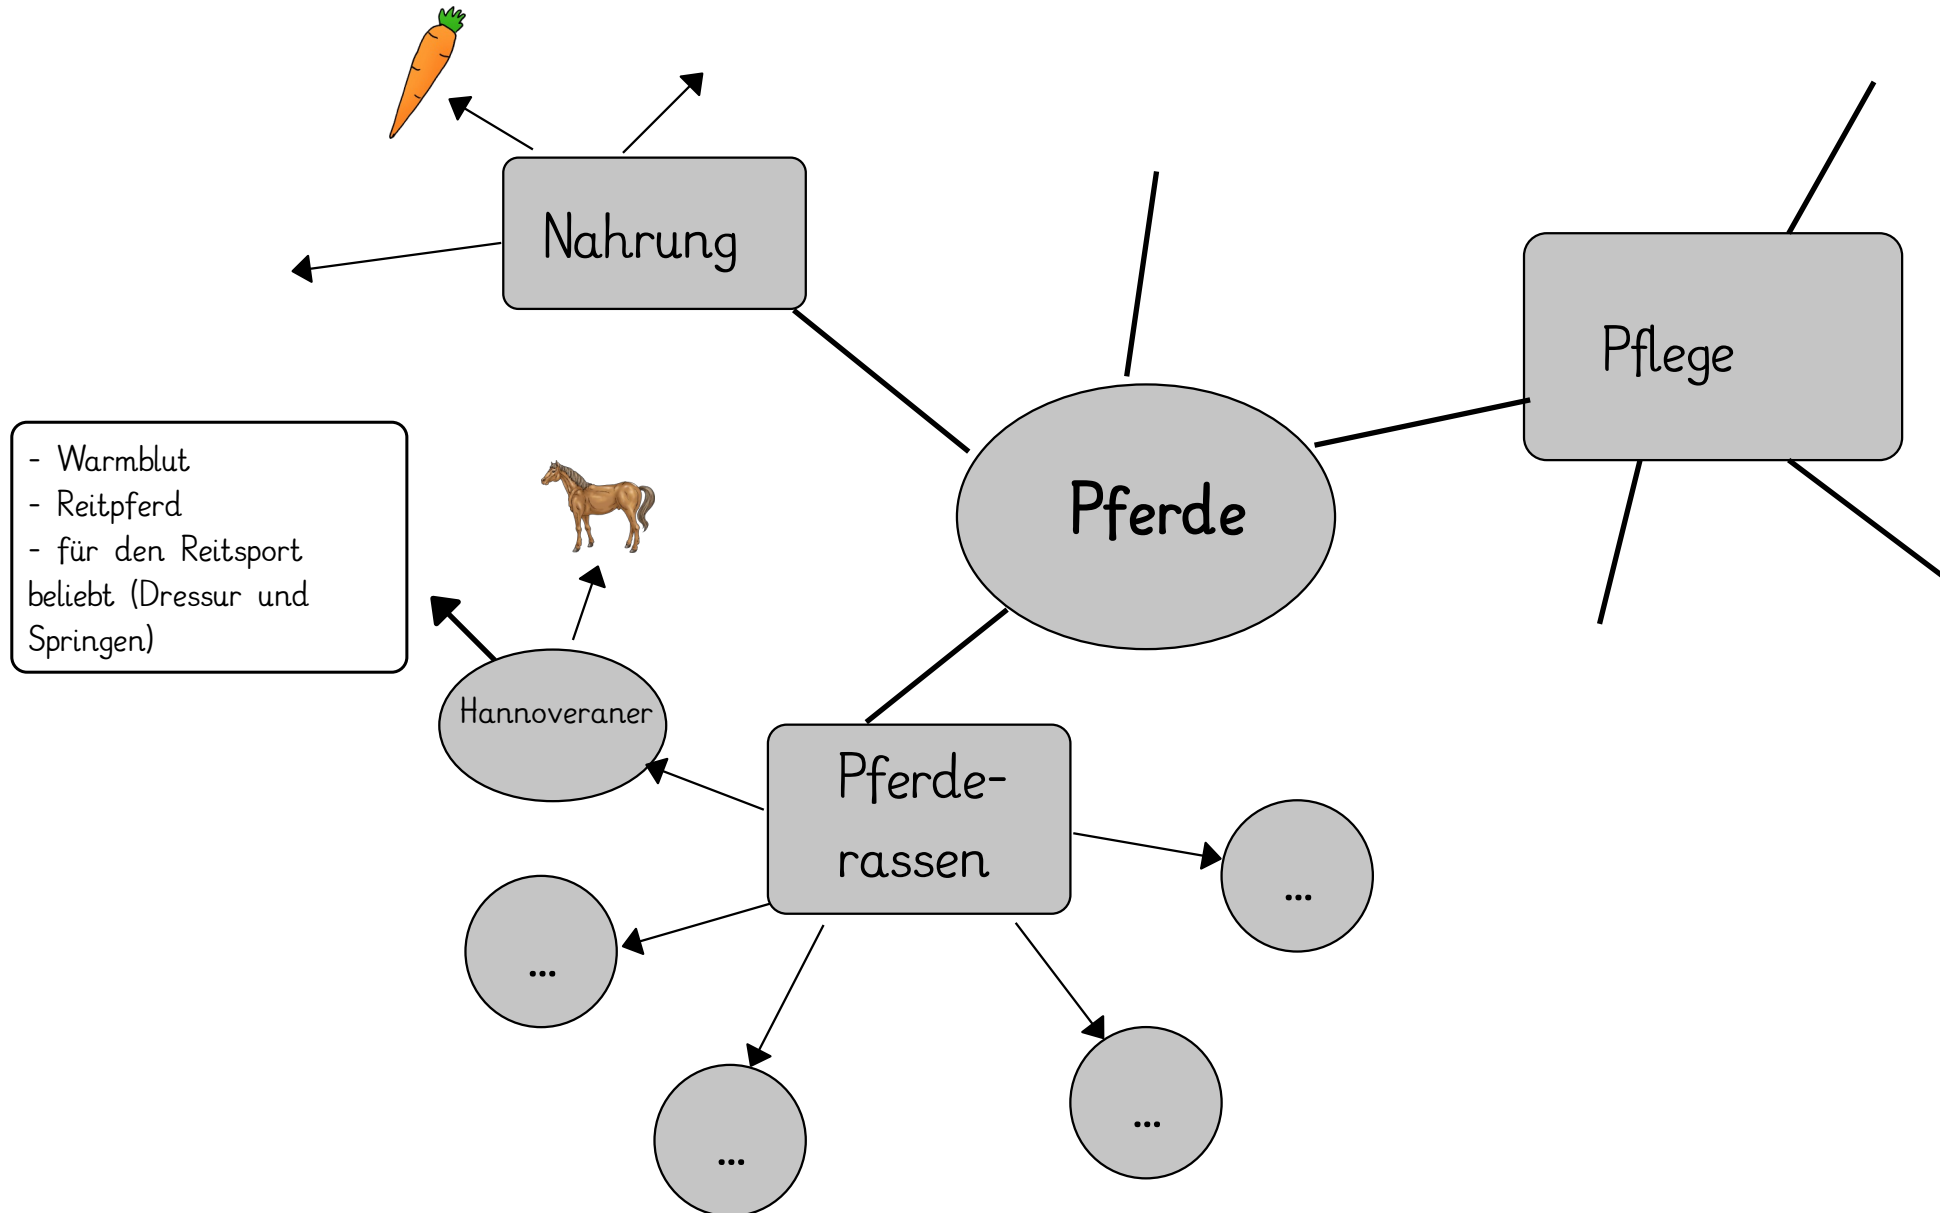 Nahrung
Pflege
Pferde
- Warmblut
- Reitpferd
- für den Reitsport
beliebt (Dressur und
Springen)
Hannoveraner
Pferde-
rassen
...
...
...
...